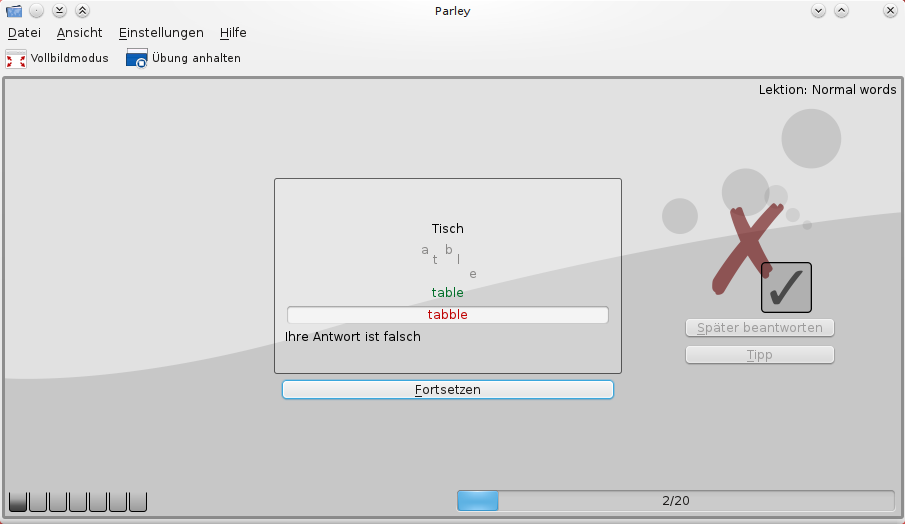 Parley
Datei Ansicht Einstellungen Hilfe
Vollbildmodus Übung anhalten
Lektion: Normal words
Tisch
a t b l e
table
tabble
Ihre Antwort ist falsch
Später beantworten
Tipp
Fortsetzen
2/20